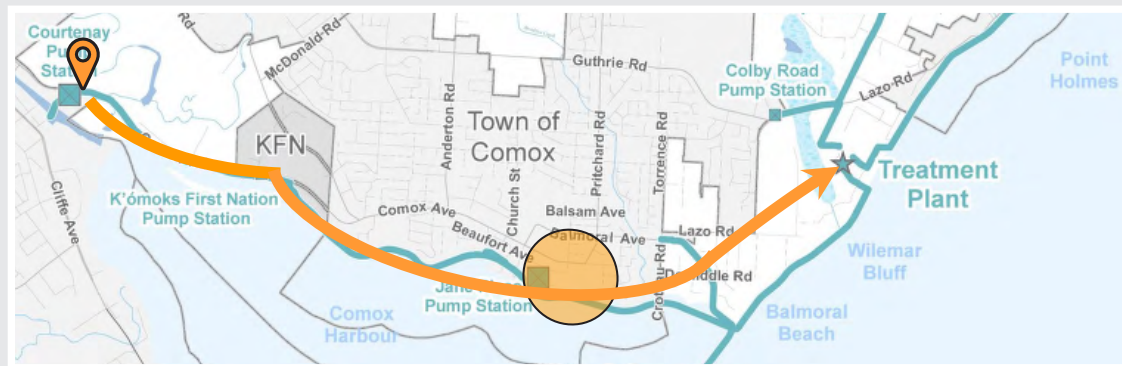 Courtenay
Pump
Station
McDonald-Rd
Guthrie Rd
Point
Holmes
Colby Road
Pump Station
Lazo-Rd
Anderton Rd
Town of
Comox
Pritchard Rd
Torrence Rd
KFN
Church St
Treatment
Plant
Cliffe-Ave
K'ómoks First Nation
Pump Station
Comox Ave
Balsam Ave
Beaufort Ave
Balmoral Ave
Lazo Rd
Wilemar
Bluff
Pump Station
Comox
Harbour
Balmoral
Beach